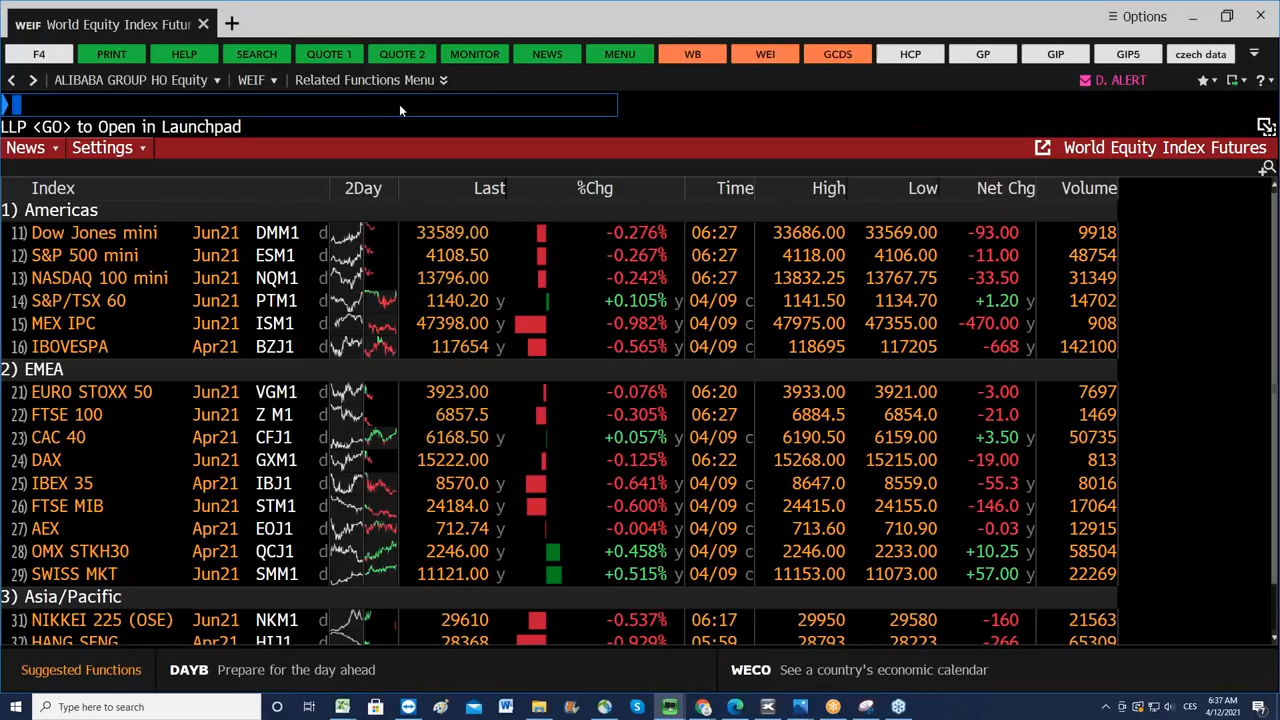 WEIF World Equity Index Futur
Options
F4 PRINT HELP SEARCH QUOTE 1 QUOTE 2 MONITOR NEWS MENU WB WEI GCDS HCP GP GIP GIP5 czech data
ALIBABA GROUP HO Equity WEIF Related Functions Menu D. ALERT
LLP <GO> to Open in Launchpad
News Settings World Equity Index Futures
Index 2Day Last %Chg Time High Low Net Chg Volume
1) Americas
11) Dow Jones mini Jun21 DMM1 d 33589.00 -0.276% 06:27 33686.00 33569.00 -93.00 9918
12) S&P 500 mini Jun21 ESM1 d 4108.50 -0.267% 06:27 4118.00 4106.00 -11.00 48754
13) NASDAQ 100 mini Jun21 NQM1 d 13796.00 -0.242% 06:27 13832.25 13767.75 -33.50 31349
14) S&P/TSX 60 Jun21 PTM1 d 1140.20 y +0.105% y 04/09 c 1141.50 1134.70 +1.20 y 14702
15) MEX IPC Jun21 ISM1 d 47398.00 y -0.982% y 04/09 c 47975.00 47355.00 -470.00 y 908
16) IBOVESPA Apr21 BZJ1 d 117654 y -0.565% y 04/09 c 118695 117205 -668 y 142100
2) EMEA
21) EURO STOXX 50 Jun21 VGM1 d 3923.00 -0.076% 06:20 3933.00 3921.00 -3.00 7697
22) FTSE 100 Jun21 Z M1 d 6857.5 -0.305% 06:27 6884.5 6854.0 -21.0 1469
23) CAC 40 Apr21 CFJ1 d 6168.50 y +0.057% y 04/09 c 6190.50 6159.00 +3.50 y 50735
24) DAX Jun21 GXM1 d 15222.00 -0.125% 06:22 15268.00 15215.00 -19.00 813
25) IBEX 35 Apr21 IBJ1 d 8570.0 y -0.641% y 04/09 c 8647.0 8559.0 -55.3 y 8016
26) FTSE MIB Jun21 STM1 d 24184.0 y -0.600% y 04/09 c 24415.0 24155.0 -146.0 y 17064
27) AEX Apr21 EOJ1 d 712.74 y -0.004% y 04/09 c 713.60 710.90 -0.03 y 12915
28) OMX STKH30 Apr21 QCJ1 d 2246.00 y +0.458% y 04/09 c 2246.00 2233.00 +10.25 y 58504
29) SWISS MKT Jun21 SMM1 d 11121.00 y +0.515% y 04/09 c 11153.00 11073.00 +57.00 y 22269
3) Asia/Pacific
31) NIKKEI 225 (OSE) Jun21 NKM1 d 29610 -0.537% 06:17 29950 29580 -160 21563
32) HANG SENG Apr21 HIJ1 d 28368 -0.929% 05:59 28793 28223 -266 65309
Suggested Functions DAYB Prepare for the day ahead WECO See a country's economic calendar
Type here to search CES 6:37 AM
4/12/2021